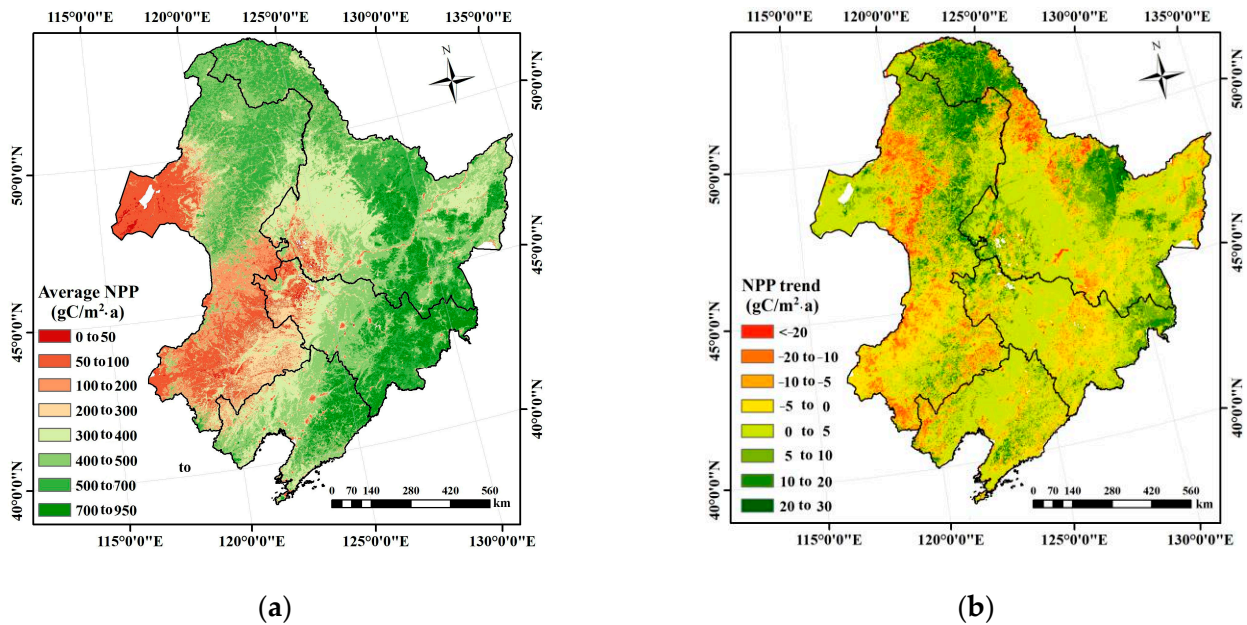 115°0'0"E 120°0'0"E 125°0'0"E 130°0'0"E 135°0'0"E
N
50°0'0"N
45°0'0"N
40°0'0"N
50°0'0"N
45°0'0"N
40°0'0"N
Average NPP
(gC/m²·a)
0 to 50
50 to 100
100 to 200
200 to 300
300 to 400
400 to 500
500 to 700
700 to 950
to
0 70 140 280 420 560
km
115°0'0"E 120°0'0"E 125°0'0"E 130°0'0"E
(a)
115°0'0"E 120°0'0"E 125°0'0"E 130°0'0"E 135°0'0"E
N
50°0'0"N
45°0'0"N
40°0'0"N
50°0'0"N
45°0'0"N
40°0'0"N
NPP trend
(gC/m²·a)
<–20
–20 to –10
–10 to –5
–5 to 0
0 to 5
5 to 10
10 to 20
20 to 30
0 70 140 280 420 560
km
115°0'0"E 120°0'0"E 125°0'0"E 130°0'0"E
(b)